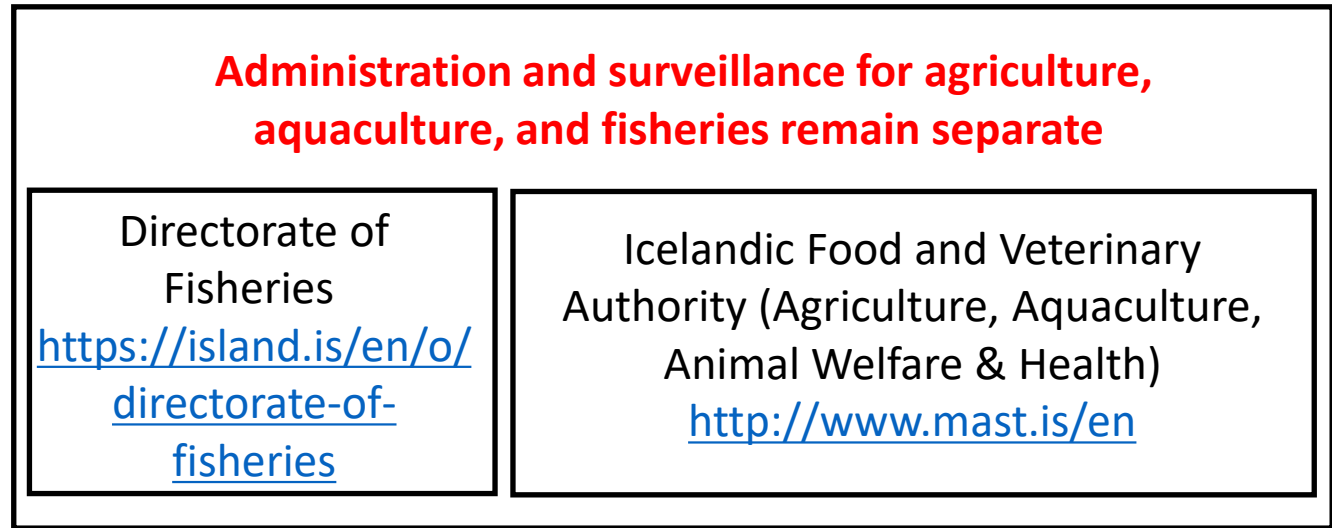 Administration and surveillance for agriculture,
aquaculture, and fisheries remain separate
Directorate of
Fisheries
https://island.is/en/o/
directorate-of-
fisheries
Icelandic Food and Veterinary
Authority (Agriculture, Aquaculture,
Animal Welfare & Health)
http://www.mast.is/en